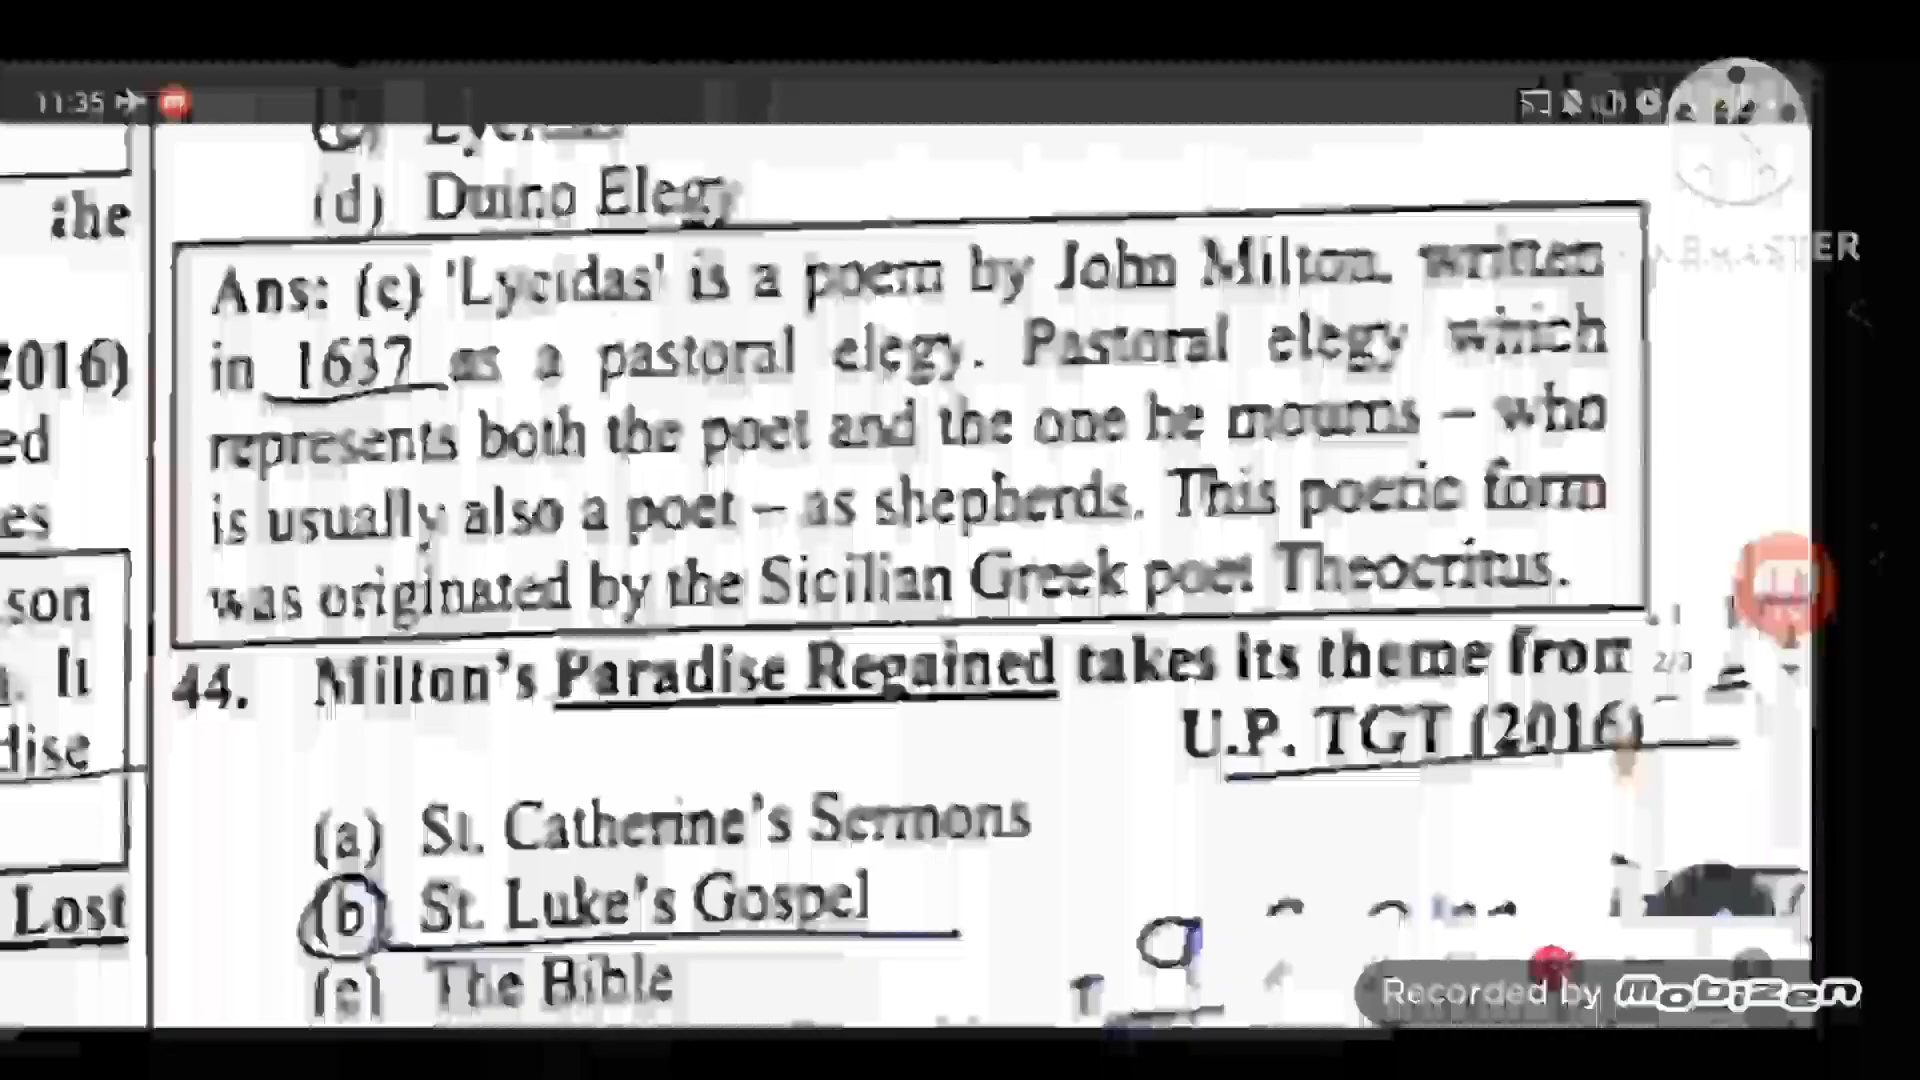 11:35
(d) Duino Elegy
the
Ans: (c) 'Lycidas' is a poem by John Milton, written
in 1637 as a pastoral elegy. Pastoral elegy which
2016)
represents both the poet and the one he mourns – who
ed
is usually also a poet – as shepherds. This poetic form
es
was originated by the Sicilian Greek poet Theocritus.
son
44. Milton's Paradise Regained takes its theme from
. It
2/3
U.P. TGT (2016)
dise
(a) St. Catherine's Sermons
(b) St. Luke's Gospel
Lost
(c) The Bible
Recorded by Mobizen